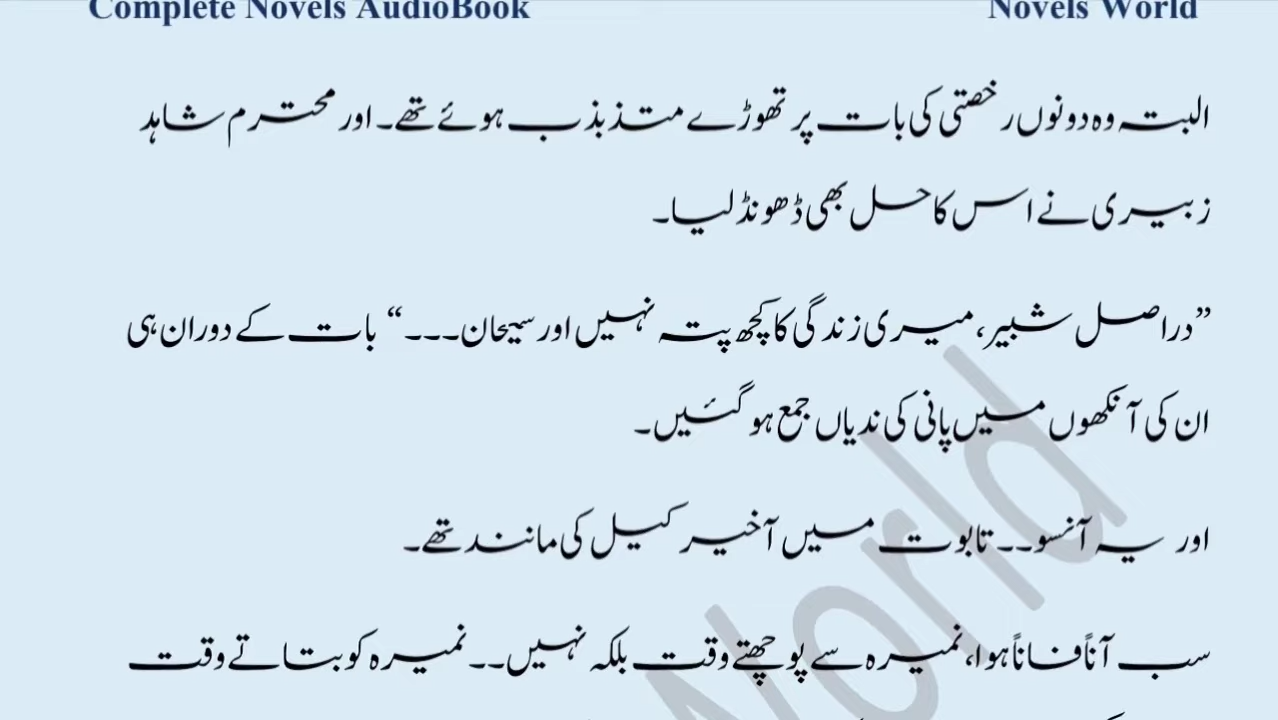 Complete Novels AudioBook Novels World
البتہ وہ دونوں رخصتی کی بات پر تھوڑے متذبذب ہوئے تھے۔ اور محترم شاہد
زبیری نے اس کا حل بھی ڈھونڈ لیا۔
”دراصل شبیر، میری زندگی کا کچھ پتہ نہیں اور سیحان۔۔۔“ بات کے دوران ہی
ان کی آنکھوں میں پانی کی ندیاں جمع ہو گئیں۔
اور یہ آنسو۔۔ تابوت میں آخیر کیل کی مانند تھے۔
سب آناً فاناً ہوا، نمیرہ سے پوچھتے وقت بلکہ نہیں۔۔ نمیرہ کو بتاتے وقت
World